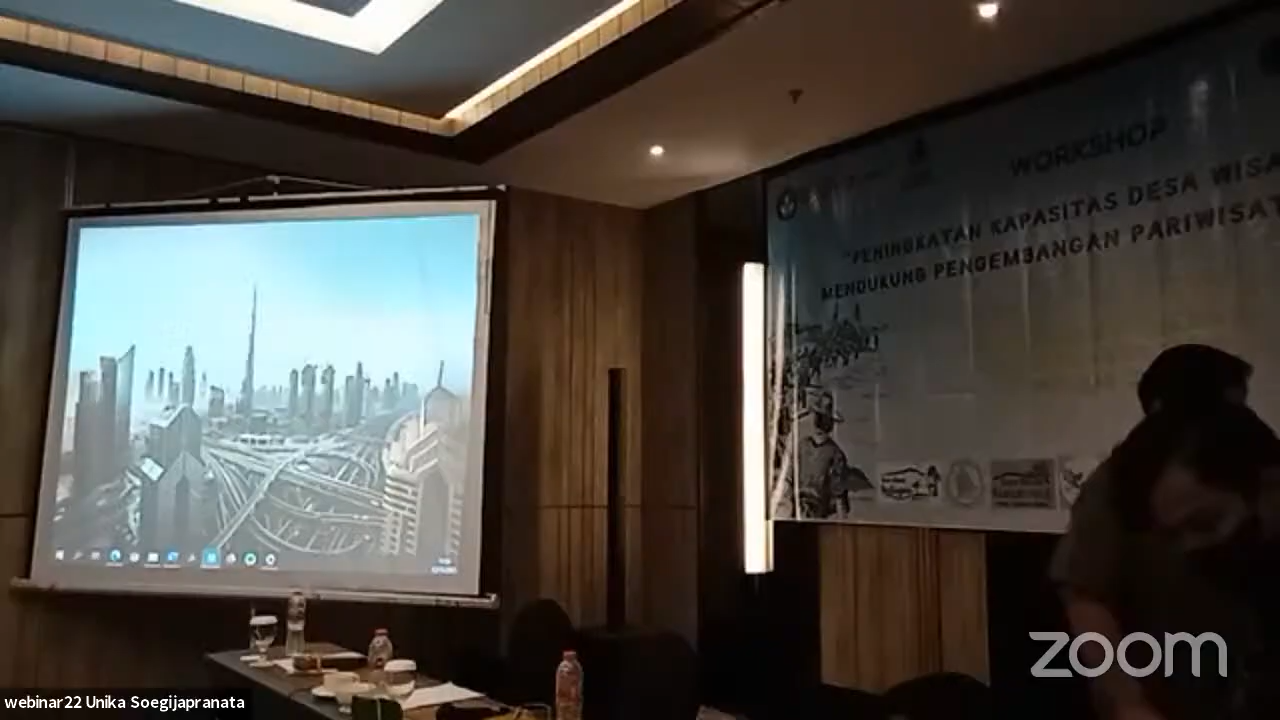 WORKSHOP
"PENINGKATAN KAPASITAS DESA WISA
MENDUKUNG PENGEMBANGAN PARIWISAT
zoom
webinar22 Unika Soegijapranata